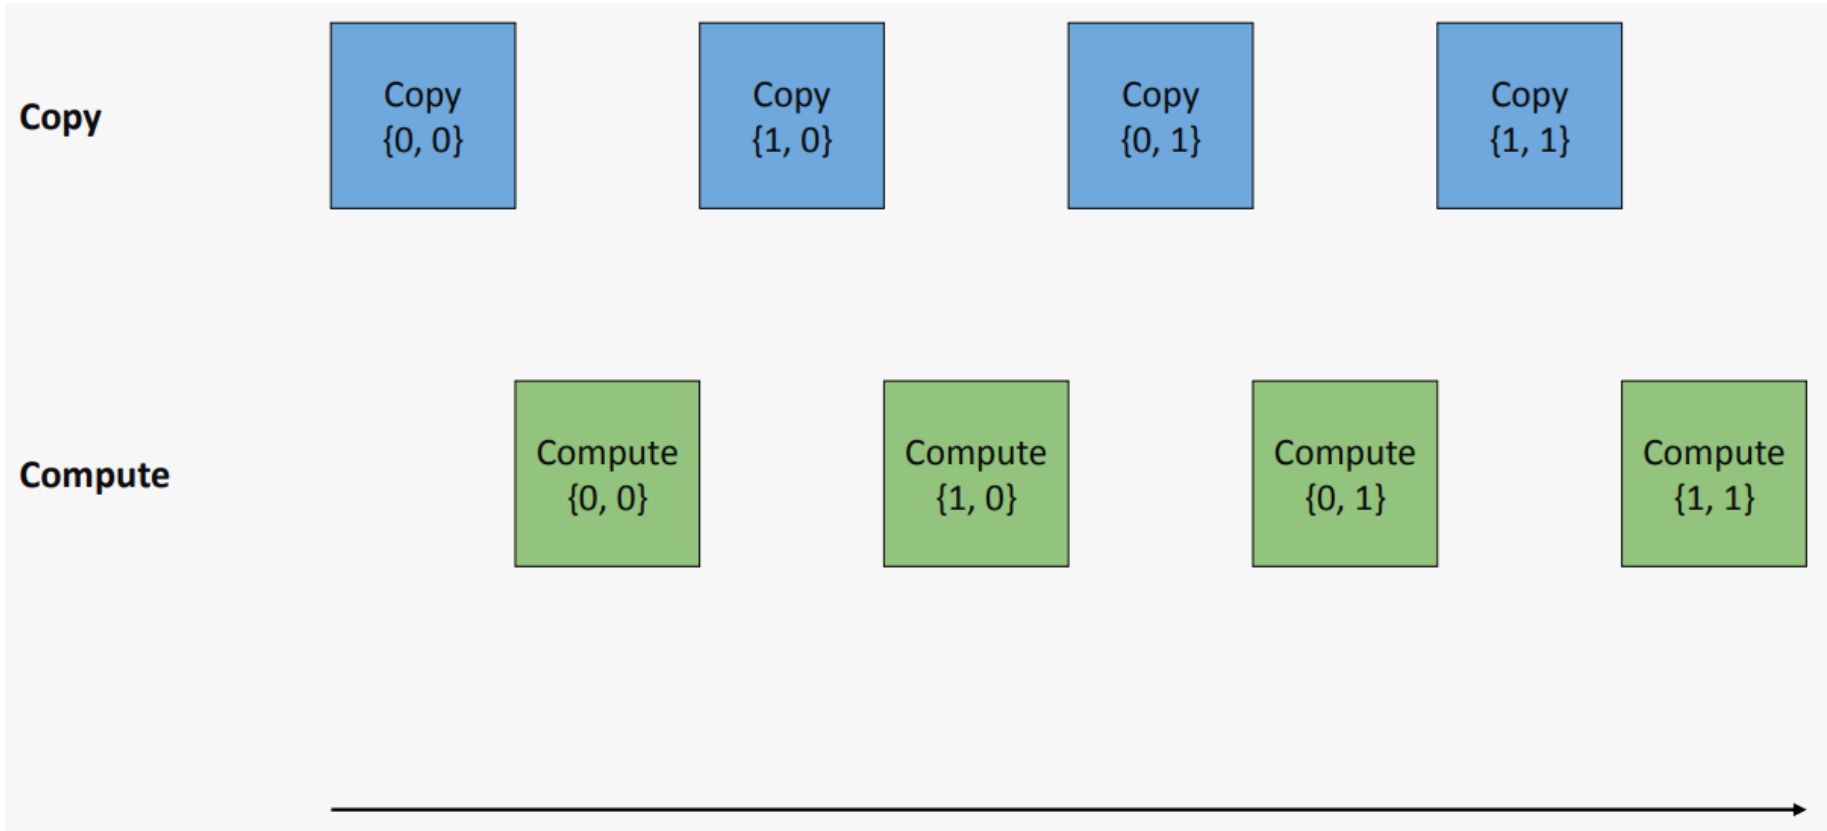 Copy
Copy
{0, 0}
Copy
{1, 0}
Copy
{0, 1}
Copy
{1, 1}
Compute
Compute
{0, 0}
Compute
{1, 0}
Compute
{0, 1}
Compute
{1, 1}